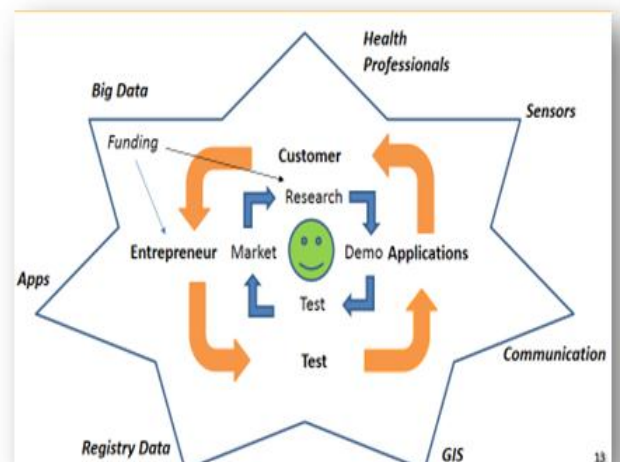 Health
Professionals
Big Data
Sensors
Funding
Customer
Research
Entrepreneur Market Demo Applications
Apps
Test
Communication
Test
Registry Data
GIS
13